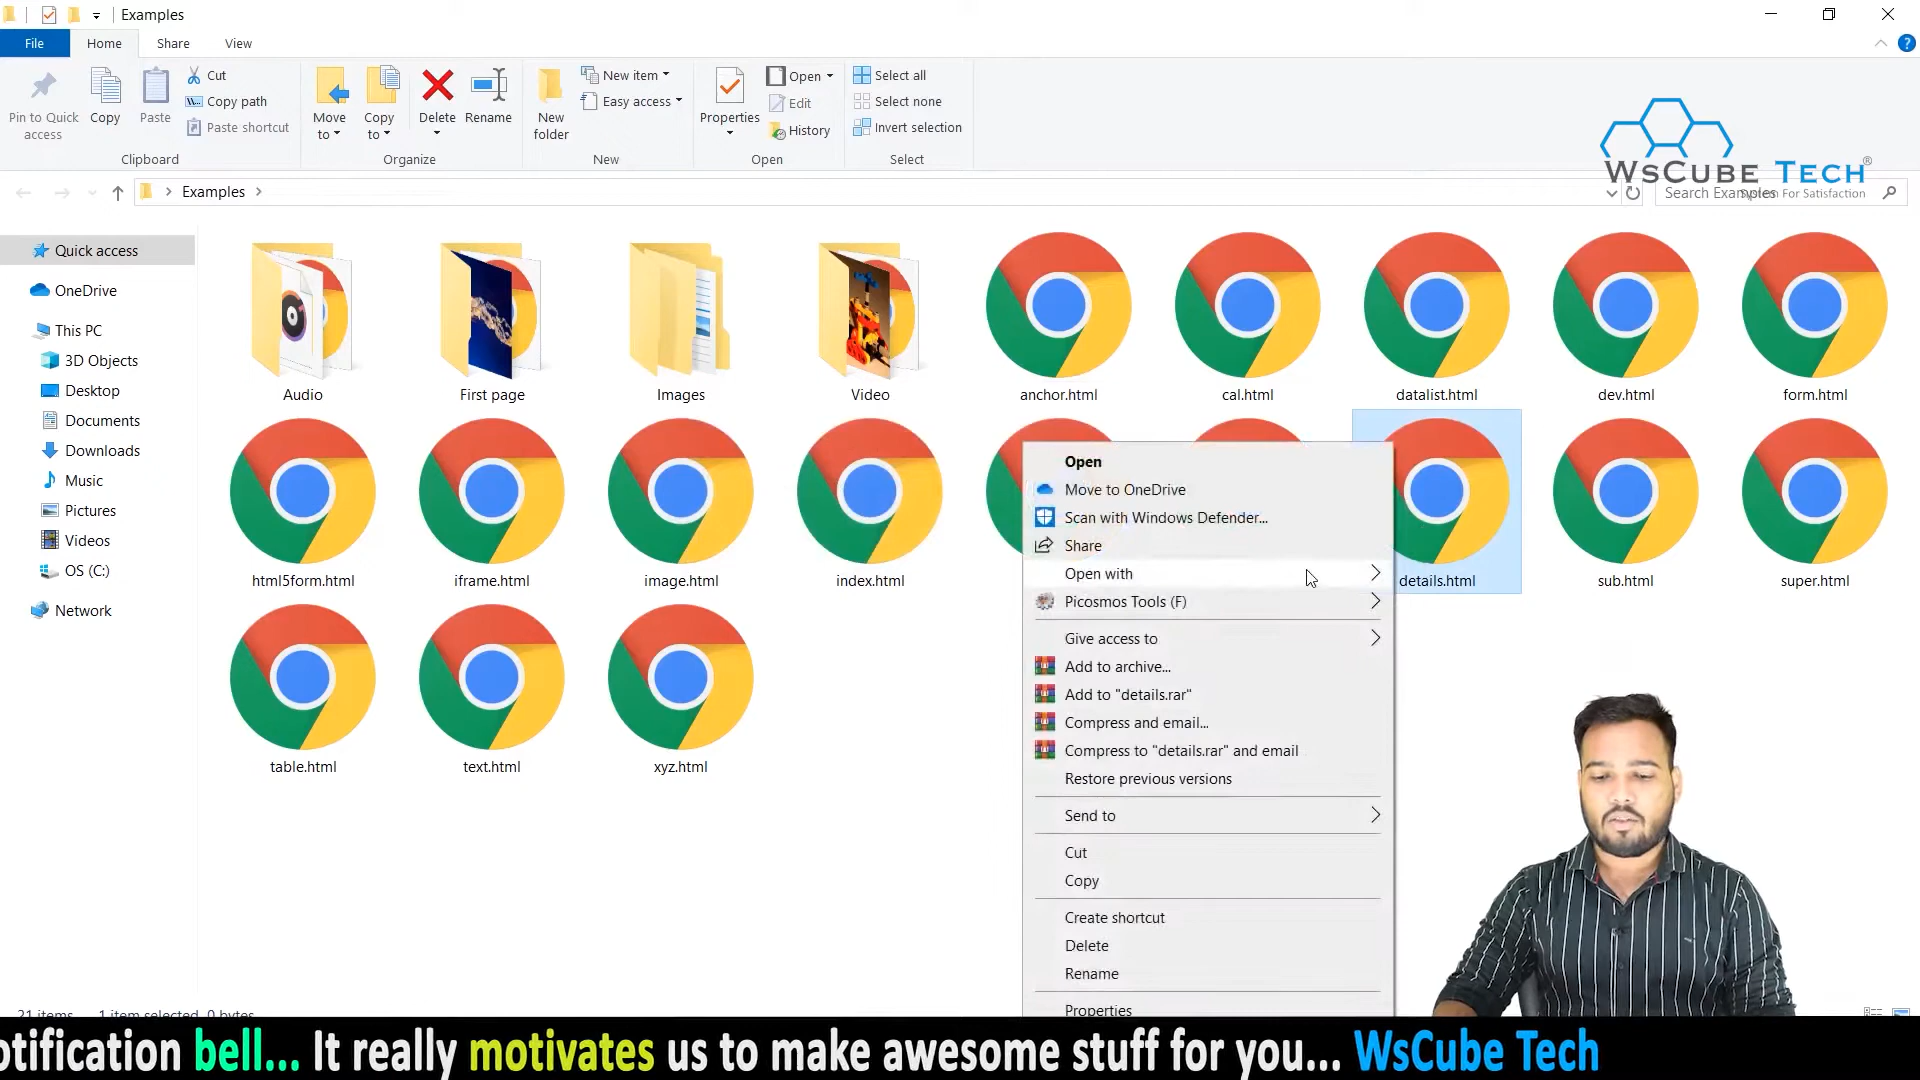 Examples
File Home Share View
Pin to Quick access
Copy
Paste
Cut
Copy path
Paste shortcut
Clipboard
Move to
Copy to
Delete
Rename
Organize
New folder
New item
Easy access
New
Properties
Open
Edit
History
Open
Select all
Select none
Invert selection
Select
WSCUBE TECH®
System For Satisfaction
Examples
Search Examples
Quick access
OneDrive
This PC
3D Objects
Desktop
Documents
Downloads
Music
Pictures
Videos
OS (C:)
Network
Audio First page Images Video anchor.html cal.html datalist.html dev.html form.html
html5form.html iframe.html image.html index.html details.html sub.html super.html
table.html text.html xyz.html
Open
Move to OneDrive
Scan with Windows Defender...
Share
Open with
Picosmos Tools (F)
Give access to
Add to archive...
Add to "details.rar"
Compress and email...
Compress to "details.rar" and email
Restore previous versions
Send to
Cut
Copy
Create shortcut
Delete
Rename
Properties
21 items 1 item selected 0 bytes
otification bell... It really motivates us to make awesome stuff for you... WsCube Tech